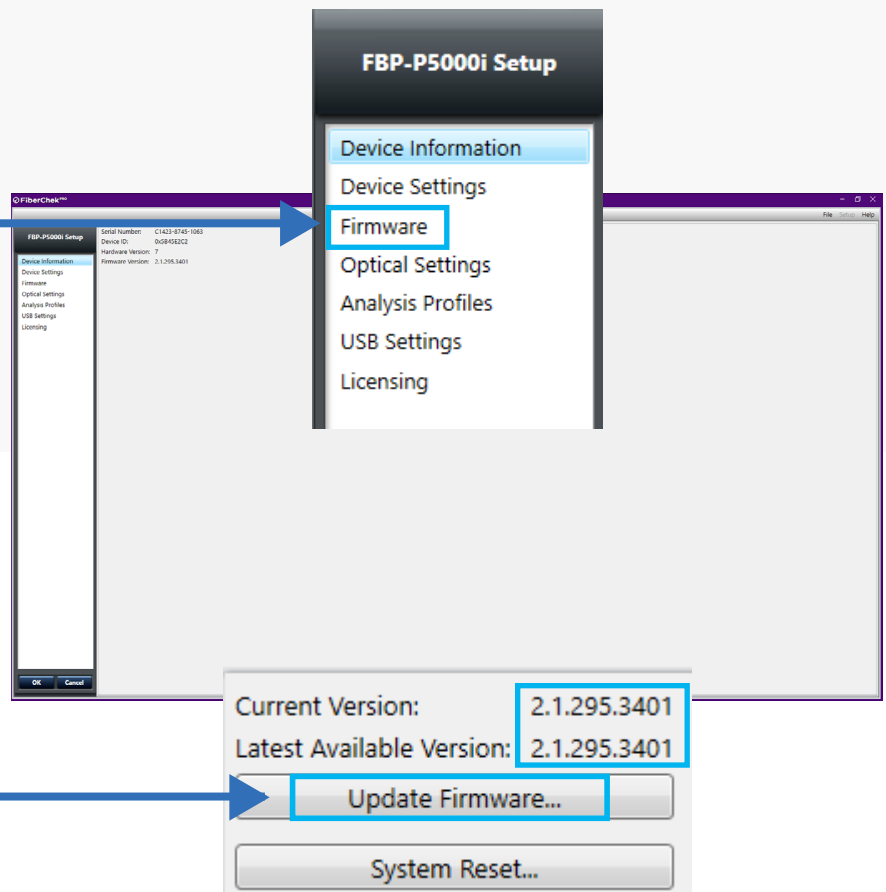 FBP-P5000i Setup
Device Information
Device Settings
Firmware
Optical Settings
Analysis Profiles
USB Settings
Licensing
FiberChekPRO
File Setup Help
FBP-P5000i Setup
Device Information
Device Settings
Firmware
Optical Settings
Analysis Profiles
USB Settings
Licensing
Serial Number: C1423-8745-1063
Device ID: 0x5B45E2C2
Hardware Version: 7
Firmware Version: 2.1.295.3401
OK Cancel
Current Version: 2.1.295.3401
Latest Available Version: 2.1.295.3401
Update Firmware...
System Reset...